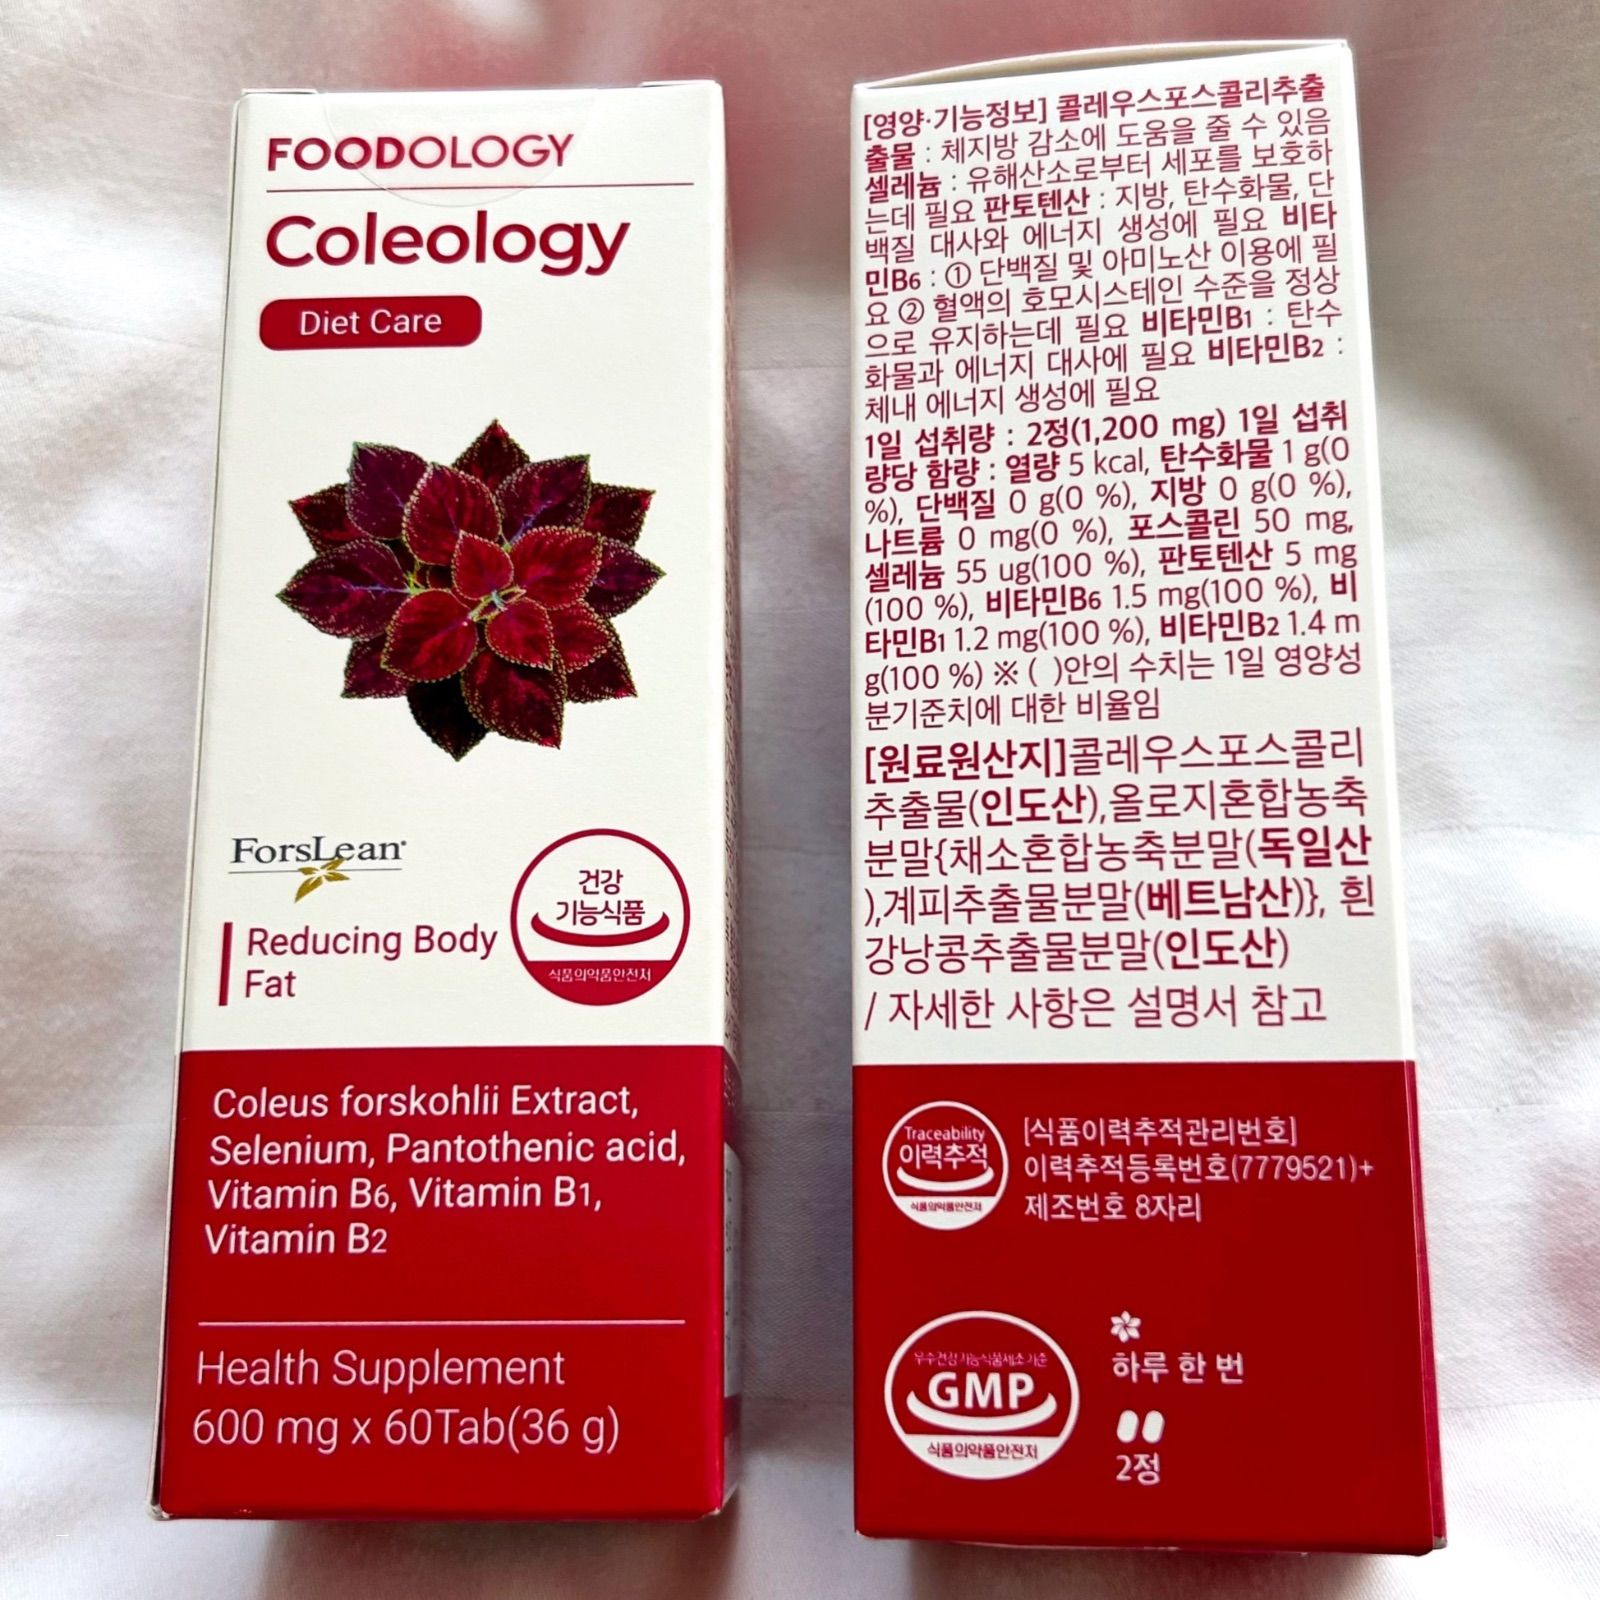 FOODOLOGY
Coleology
Diet Care
ForsLean®
Reducing Body
Fat
건강
기능식품
식품의약품안전처
Coleus forskohlii Extract,
Selenium, Pantothenic acid,
Vitamin B6, Vitamin B1,
Vitamin B2
Health Supplement
600 mg x 60Tab(36 g)
[영양·기능정보] 콜레우스포스콜리추출
출물 : 체지방 감소에 도움을 줄 수 있음
셀레늄 : 유해산소로부터 세포를 보호하
는데 필요 판토텐산 : 지방, 탄수화물, 단
백질 대사와 에너지 생성에 필요 비타
민B6 : ① 단백질 및 아미노산 이용에 필
요 ② 혈액의 호모시스테인 수준을 정상
으로 유지하는데 필요 비타민B1 : 탄수
화물과 에너지 대사에 필요 비타민B2 :
체내 에너지 생성에 필요
1일 섭취량 : 2정(1,200 mg) 1일 섭취
량당 함량 : 열량 5 kcal, 탄수화물 1 g(0
%), 단백질 0 g(0 %), 지방 0 g(0 %),
나트륨 0 mg(0 %), 포스콜린 50 mg,
셀레늄 55 ug(100 %), 판토텐산 5 mg
(100 %), 비타민B6 1.5 mg(100 %), 비
타민B1 1.2 mg(100 %), 비타민B2 1.4 m
g(100 %) ※ ( )안의 수치는 1일 영양성
분기준치에 대한 비율임
[원료원산지]콜레우스포스콜리
추출물(인도산),올로지혼합농축
분말{채소혼합농축분말(독일산
),계피추출물분말(베트남산)}, 흰
강낭콩추출물분말(인도산)
/ 자세한 사항은 설명서 참고
Traceability
이력추적
식품의약품안전처
[식품이력추적관리번호]
이력추적등록번호(7779521)+
제조번호 8자리
우수건강기능식품제조기준
GMP
식품의약품안전처
하루 한 번
2정